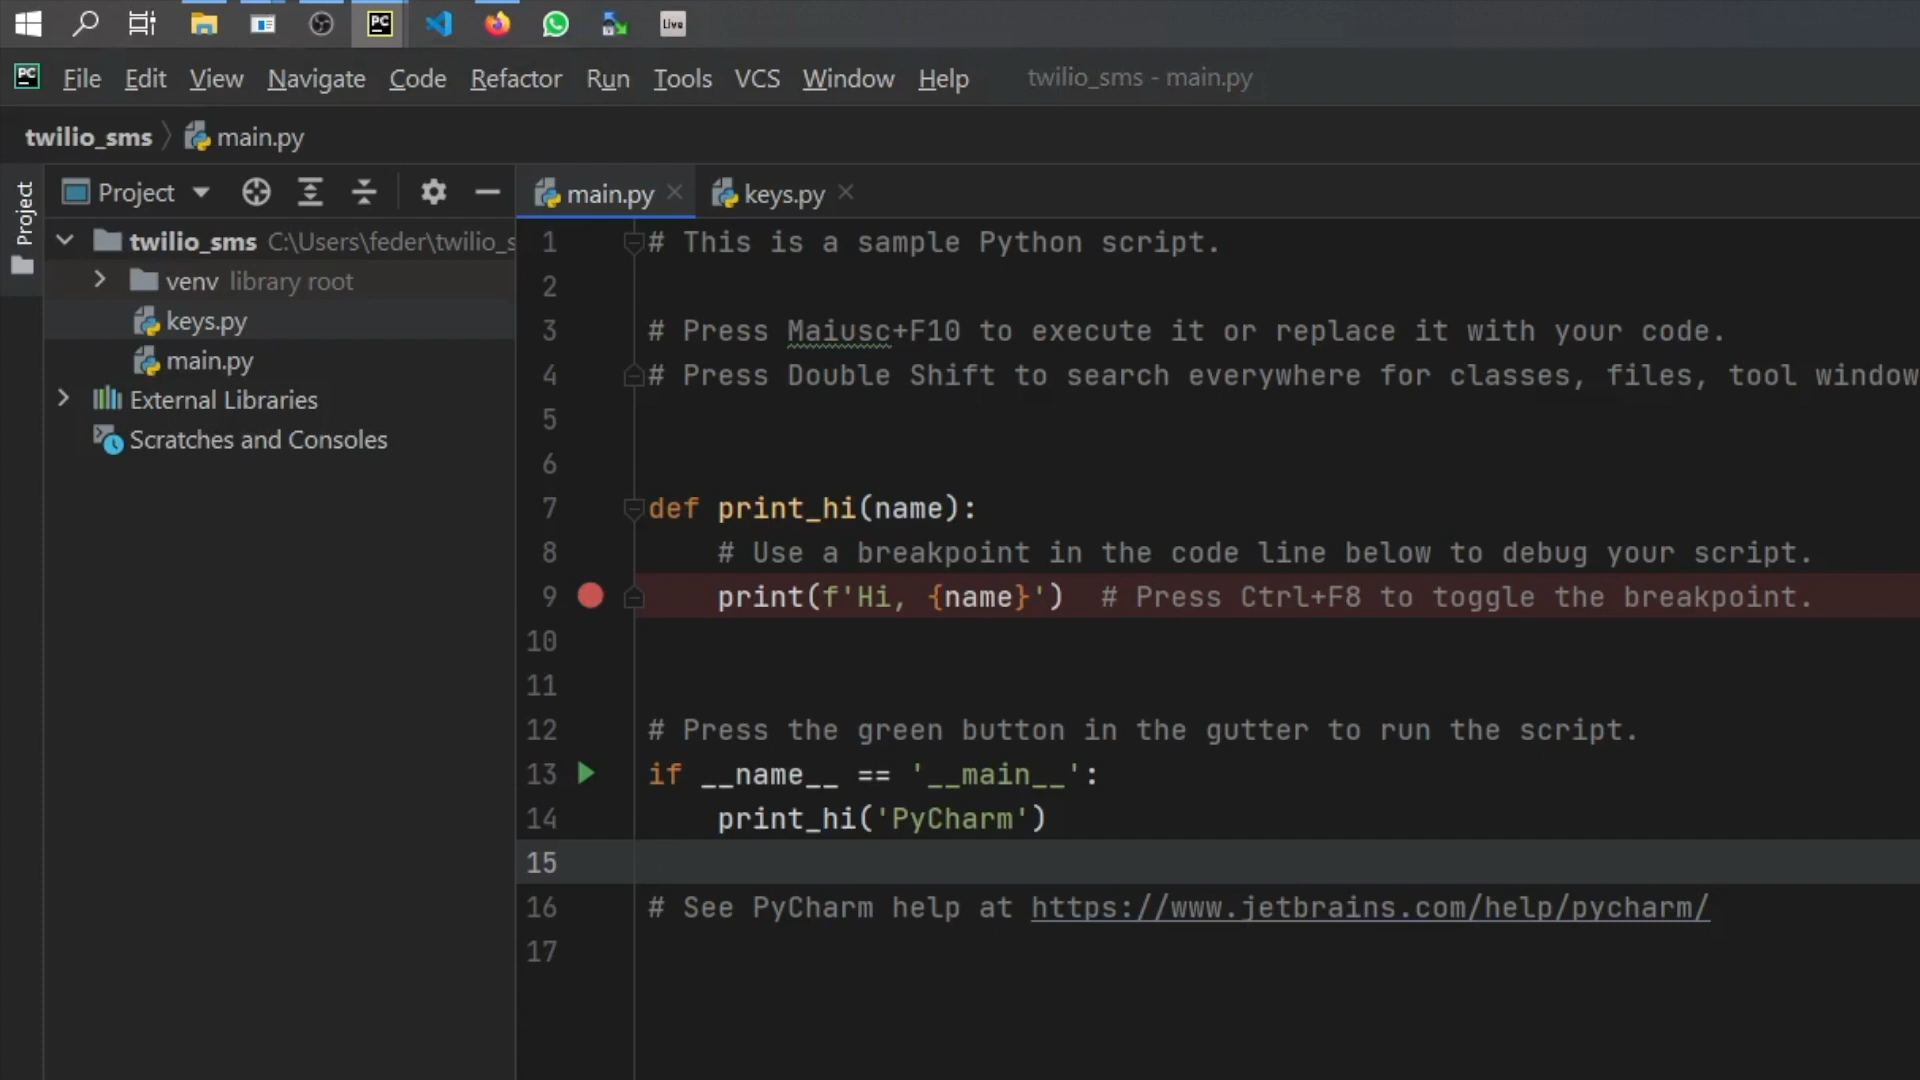 Live
PC File Edit View Navigate Code Refactor Run Tools VCS Window Help twilio_sms - main.py
twilio_sms main.py
Project Project main.py keys.py
twilio_sms C:\Users\feder\twilio_s
venv library root
keys.py
main.py
External Libraries
Scratches and Consoles
1 # This is a sample Python script.
2
3 # Press Maiusc+F10 to execute it or replace it with your code.
4 # Press Double Shift to search everywhere for classes, files, tool window
5
6
7 def print_hi(name):
8     # Use a breakpoint in the code line below to debug your script.
9     print(f'Hi, {name}')  # Press Ctrl+F8 to toggle the breakpoint.
10
11
12 # Press the green button in the gutter to run the script.
13 if __name__ == '__main__':
14     print_hi('PyCharm')
15
16 # See PyCharm help at https://www.jetbrains.com/help/pycharm/
17